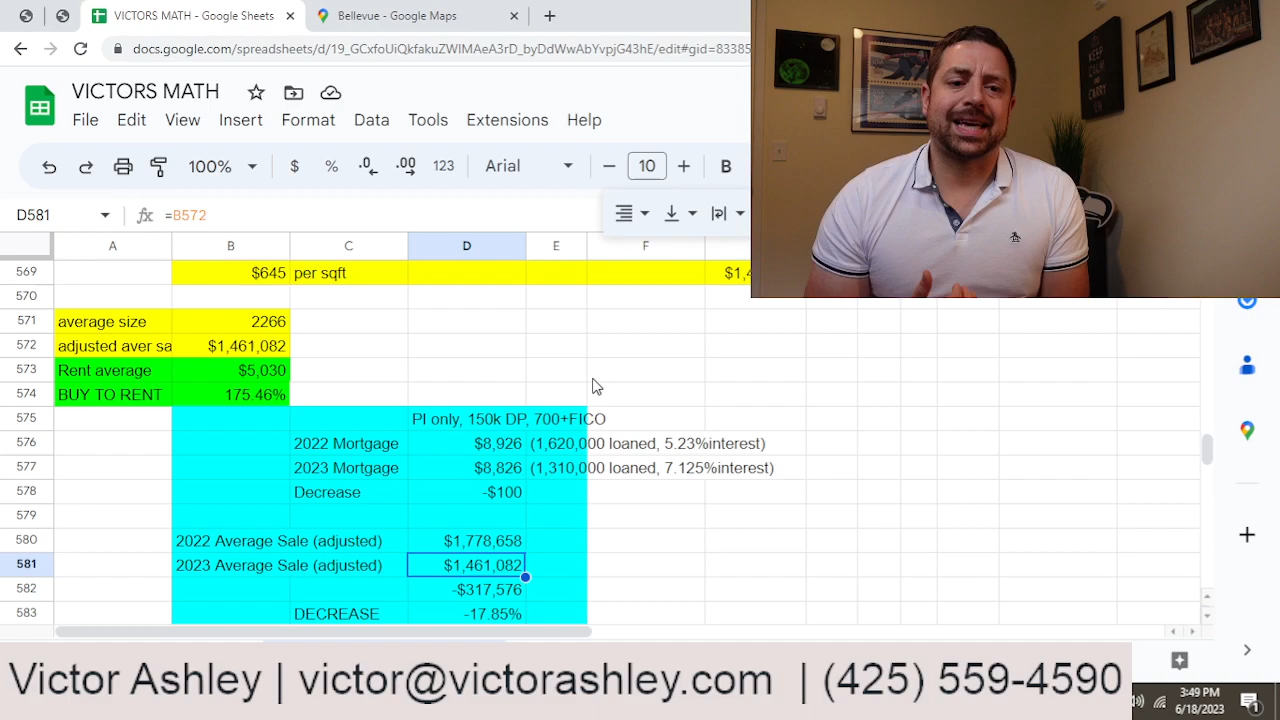 VICTORS MATH - Google Sheets
Bellevue - Google Maps
docs.google.com/spreadsheets/d/19_GCxfoUiQkfakuZWIMAeA3rD_byDdWwAbYvpjG43hE/edit#gid=83385
VICTORS MATH
File Edit View Insert Format Data Tools Extensions Help
100% $ % .0 .00 123 Arial 10 B
D581 fx =B572
A B C D E F
569 $645 per sqft
570
571 average size 2266
572 adjusted aver sa $1,461,082
573 Rent average $5,030
574 BUY TO RENT 175.46%
575 PI only, 150k DP, 700+FICO
576 2022 Mortgage $8,926 (1,620,000 loaned, 5.23%interest)
577 2023 Mortgage $8,826 (1,310,000 loaned, 7.125%interest)
578 Decrease -$100
579
580 2022 Average Sale (adjusted) $1,778,658
581 2023 Average Sale (adjusted) $1,461,082
582 -$317,576
583 DECREASE -17.85%
KEEP CALM AND CARRY ON
Victor Ashley | victor@victorashley.com | (425) 559-4590
3:49 PM
6/18/2023
1